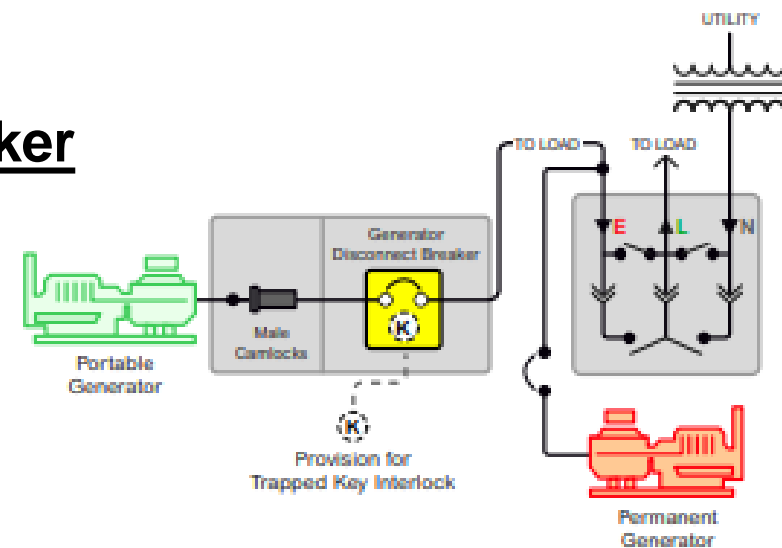 UTILITY
ker
TO LOAD
TO LOAD
E
L
N
Generator
Disconnect Breaker
K
Male
Camlocks
Portable
Generator
K
Provision for
Trapped Key Interlock
Permanent
Generator